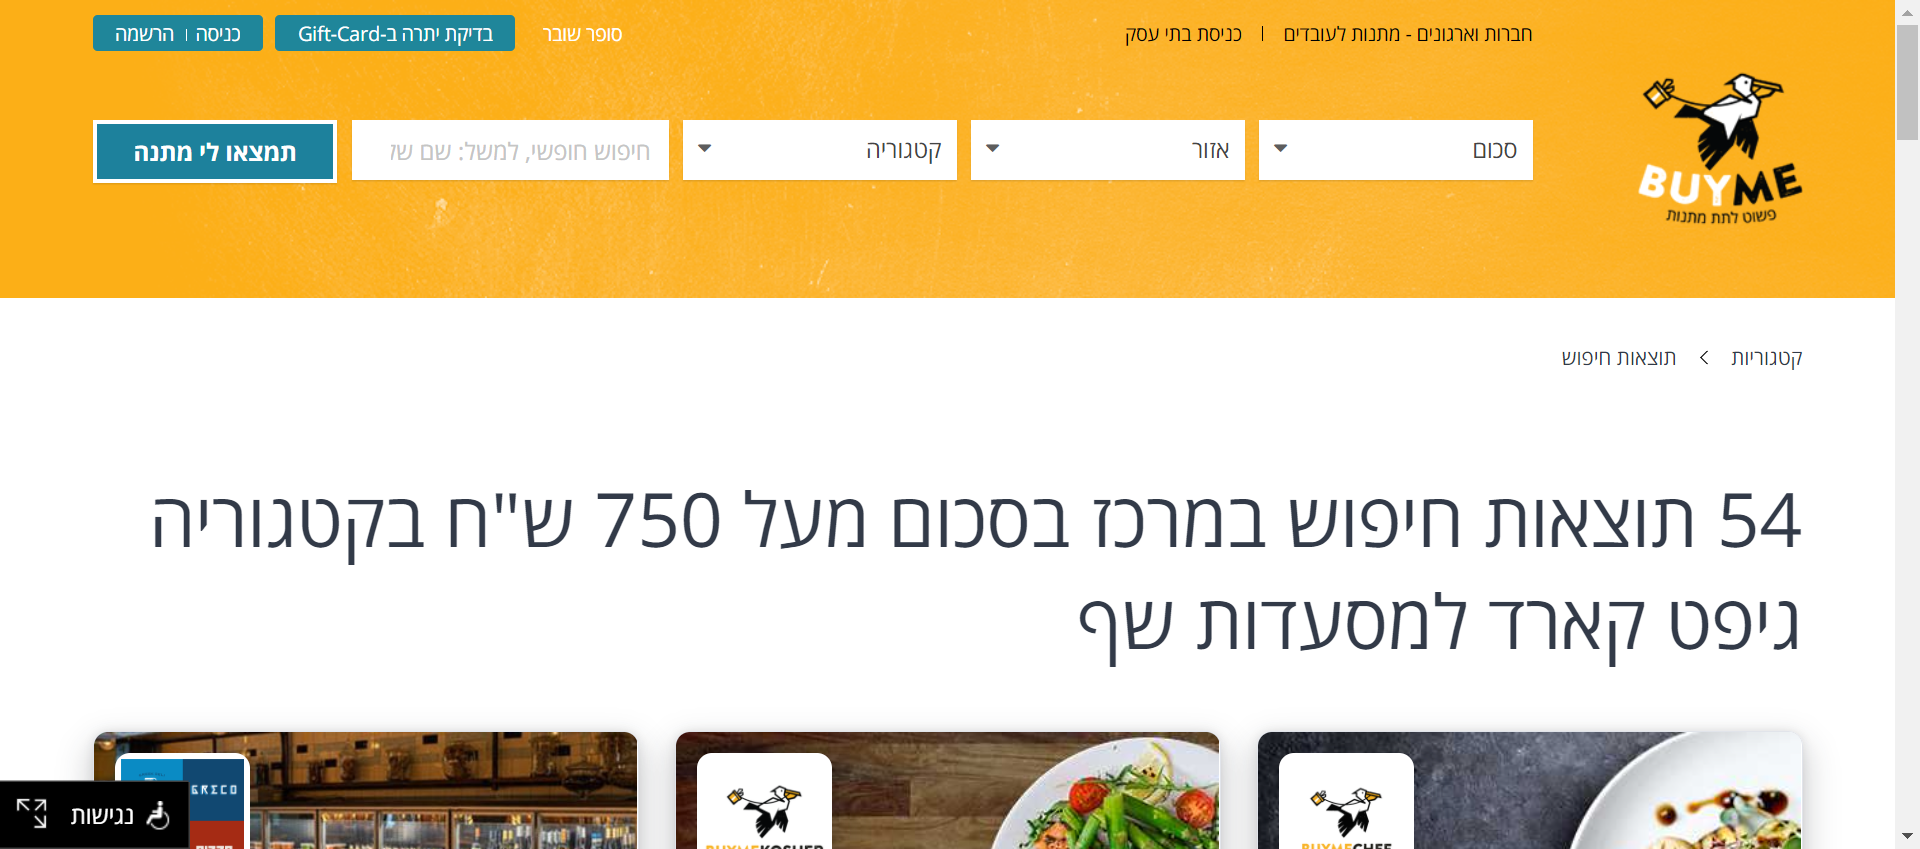 חברות וארגונים - מתנות לעובדים | כניסת בתי עסק
סופר שובר
בדיקת יתרה ב-Gift-Card
כניסה | הרשמה
BUYME
פשוט לתת מתנות
סכום
אזור
קטגוריה
חיפוש חופשי, למשל: שם של
תמצאו לי מתנה
קטגוריות > תוצאות חיפוש
54 תוצאות חיפוש במרכז בסכום מעל 750 ש"ח בקטגוריה
גיפט קארד למסעדות שף
BUYMECHEF
BUYMEKOSHER
GRECO
נגישות